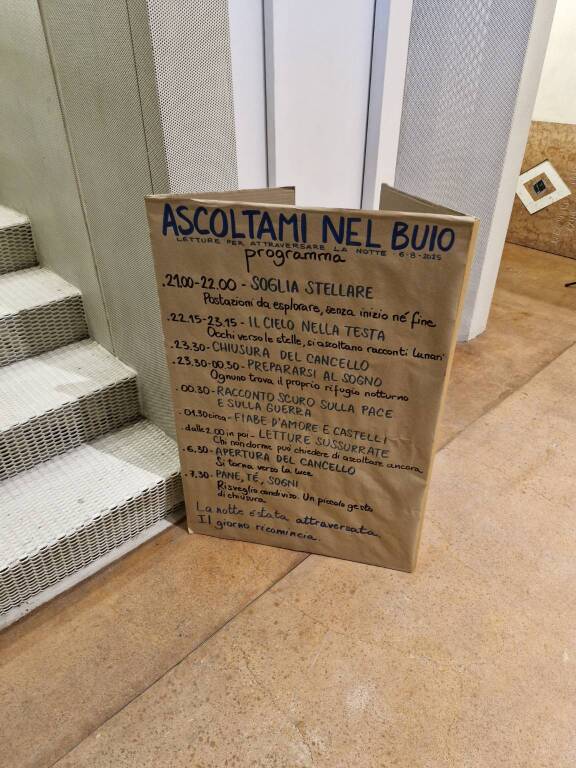 ASCOLTAMI NEL BUIO
LETTURE PER ATTRAVERSARE LA NOTTE - 6-8-2025
programma
.21.00-22.00 - SOGLIA STELLARE
Postazioni da esplorare, senza inizio né fine
.22.15-23.15 - IL CIELO NELLA TESTA
Occhi verso le stelle, si ascoltano racconti lunari
.23.30 - CHIUSURA DEL CANCELLO
.23.30-00.30 - PREPARARSI AL SOGNO
Ognuno trova il proprio rifugio notturno
.00.30 - RACCONTO SCURO SULLA PACE
E SULLA GUERRA
.01.30 circa - FIABE D'AMORE E CASTELLI
.dalle 2.00 in poi - LETTURE SUSSURRATE
Chi non dorme può chiedere di ascoltare ancora
.6.30 - APERTURA DEL CANCELLO
Si torna verso la luce
.7,30 - PANE, TÉ, SOGNI
Risveglio condiviso. Un piccolo gesto
di chiusura
La notte è stata attraversata
Il giorno ricomincia.